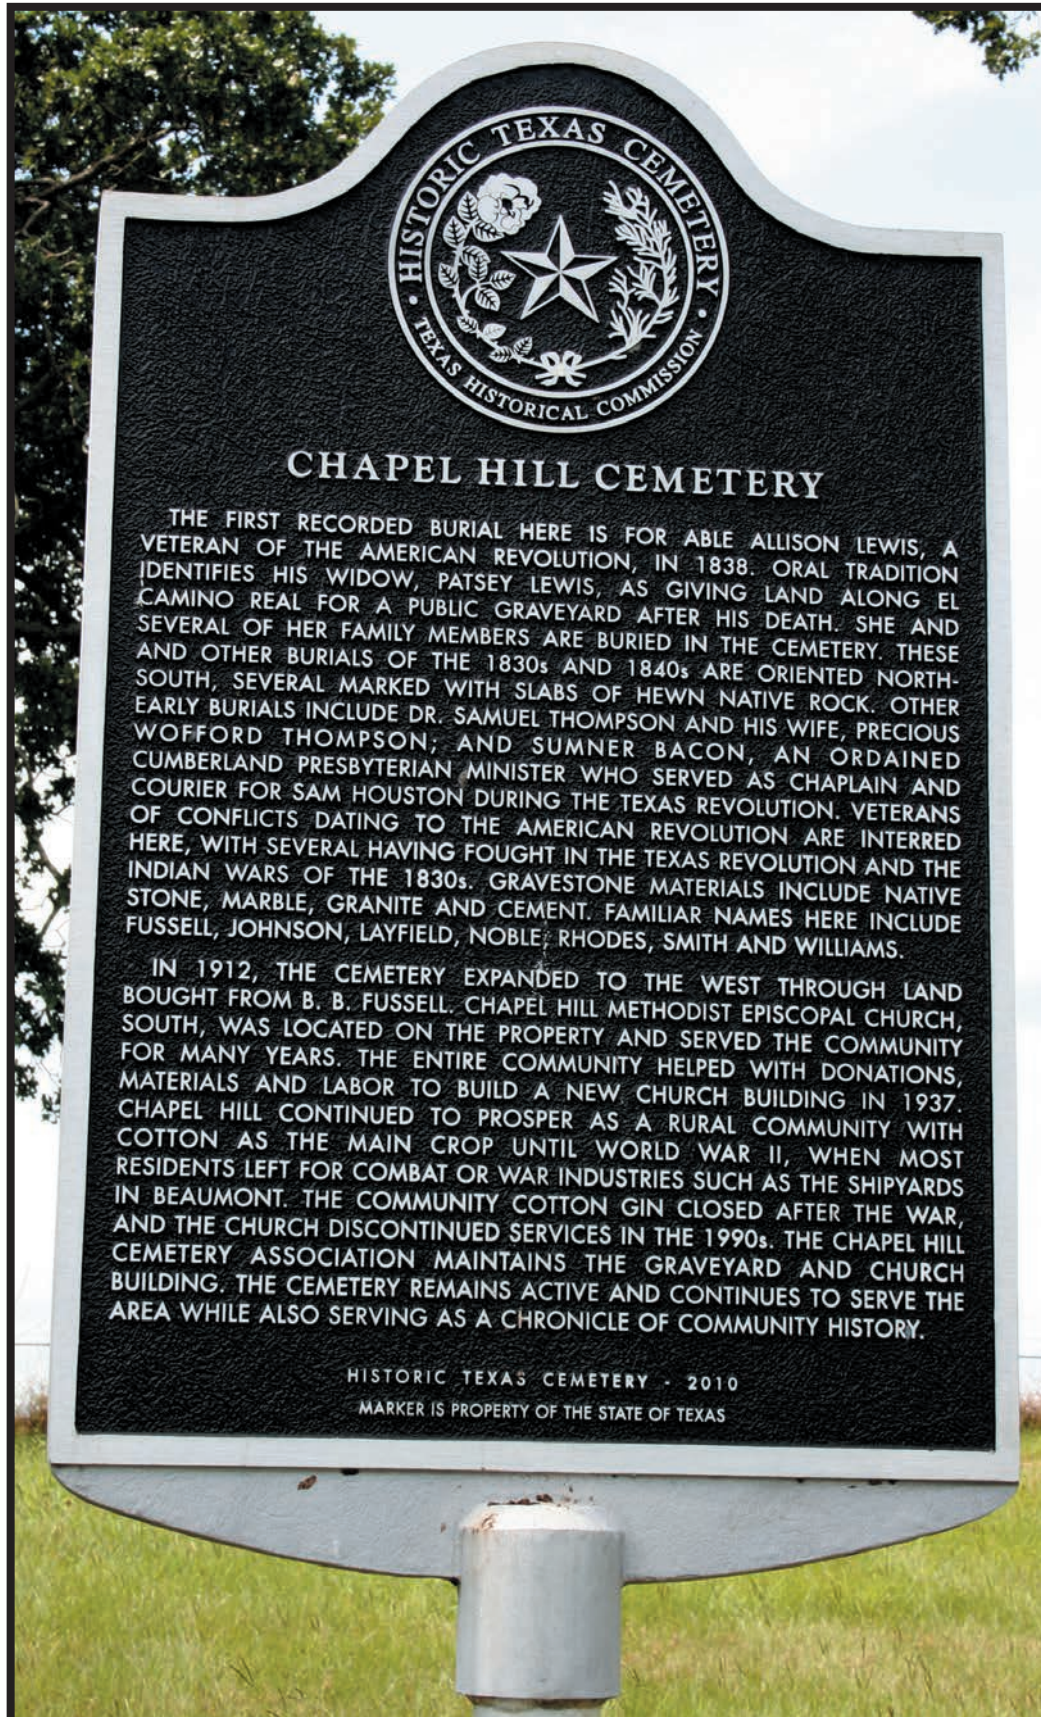 HISTORIC TEXAS CEMETERY
TEXAS HISTORICAL COMMISSION
CHAPEL HILL CEMETERY
THE FIRST RECORDED BURIAL HERE IS FOR ABLE ALLISON LEWIS, A
VETERAN OF THE AMERICAN REVOLUTION, IN 1838. ORAL TRADITION
IDENTIFIES HIS WIDOW, PATSEY LEWIS, AS GIVING LAND ALONG EL
CAMINO REAL FOR A PUBLIC GRAVEYARD AFTER HIS DEATH. SHE AND
SEVERAL OF HER FAMILY MEMBERS ARE BURIED IN THE CEMETERY. THESE
AND OTHER BURIALS OF THE 1830s AND 1840s ARE ORIENTED NORTH-
SOUTH, SEVERAL MARKED WITH SLABS OF HEWN NATIVE ROCK. OTHER
EARLY BURIALS INCLUDE DR. SAMUEL THOMPSON AND HIS WIFE, PRECIOUS
WOFFORD THOMPSON; AND SUMNER BACON, AN ORDAINED
CUMBERLAND PRESBYTERIAN MINISTER WHO SERVED AS CHAPLAIN AND
COURIER FOR SAM HOUSTON DURING THE TEXAS REVOLUTION. VETERANS
OF CONFLICTS DATING TO THE AMERICAN REVOLUTION ARE INTERRED
HERE, WITH SEVERAL HAVING FOUGHT IN THE TEXAS REVOLUTION AND THE
INDIAN WARS OF THE 1830s. GRAVESTONE MATERIALS INCLUDE NATIVE
STONE, MARBLE, GRANITE AND CEMENT. FAMILIAR NAMES HERE INCLUDE
FUSSELL, JOHNSON, LAYFIELD, NOBLE, RHODES, SMITH AND WILLIAMS.
IN 1912, THE CEMETERY EXPANDED TO THE WEST THROUGH LAND
BOUGHT FROM B. B. FUSSELL. CHAPEL HILL METHODIST EPISCOPAL CHURCH,
SOUTH, WAS LOCATED ON THE PROPERTY AND SERVED THE COMMUNITY
FOR MANY YEARS. THE ENTIRE COMMUNITY HELPED WITH DONATIONS,
MATERIALS AND LABOR TO BUILD A NEW CHURCH BUILDING IN 1937.
CHAPEL HILL CONTINUED TO PROSPER AS A RURAL COMMUNITY WITH
COTTON AS THE MAIN CROP UNTIL WORLD WAR II, WHEN MOST
RESIDENTS LEFT FOR COMBAT OR WAR INDUSTRIES SUCH AS THE SHIPYARDS
IN BEAUMONT. THE COMMUNITY COTTON GIN CLOSED AFTER THE WAR,
AND THE CHURCH DISCONTINUED SERVICES IN THE 1990s. THE CHAPEL HILL
CEMETERY ASSOCIATION MAINTAINS THE GRAVEYARD AND CHURCH
BUILDING. THE CEMETERY REMAINS ACTIVE AND CONTINUES TO SERVE THE
AREA WHILE ALSO SERVING AS A CHRONICLE OF COMMUNITY HISTORY.
HISTORIC TEXAS CEMETERY - 2010
MARKER IS PROPERTY OF THE STATE OF TEXAS